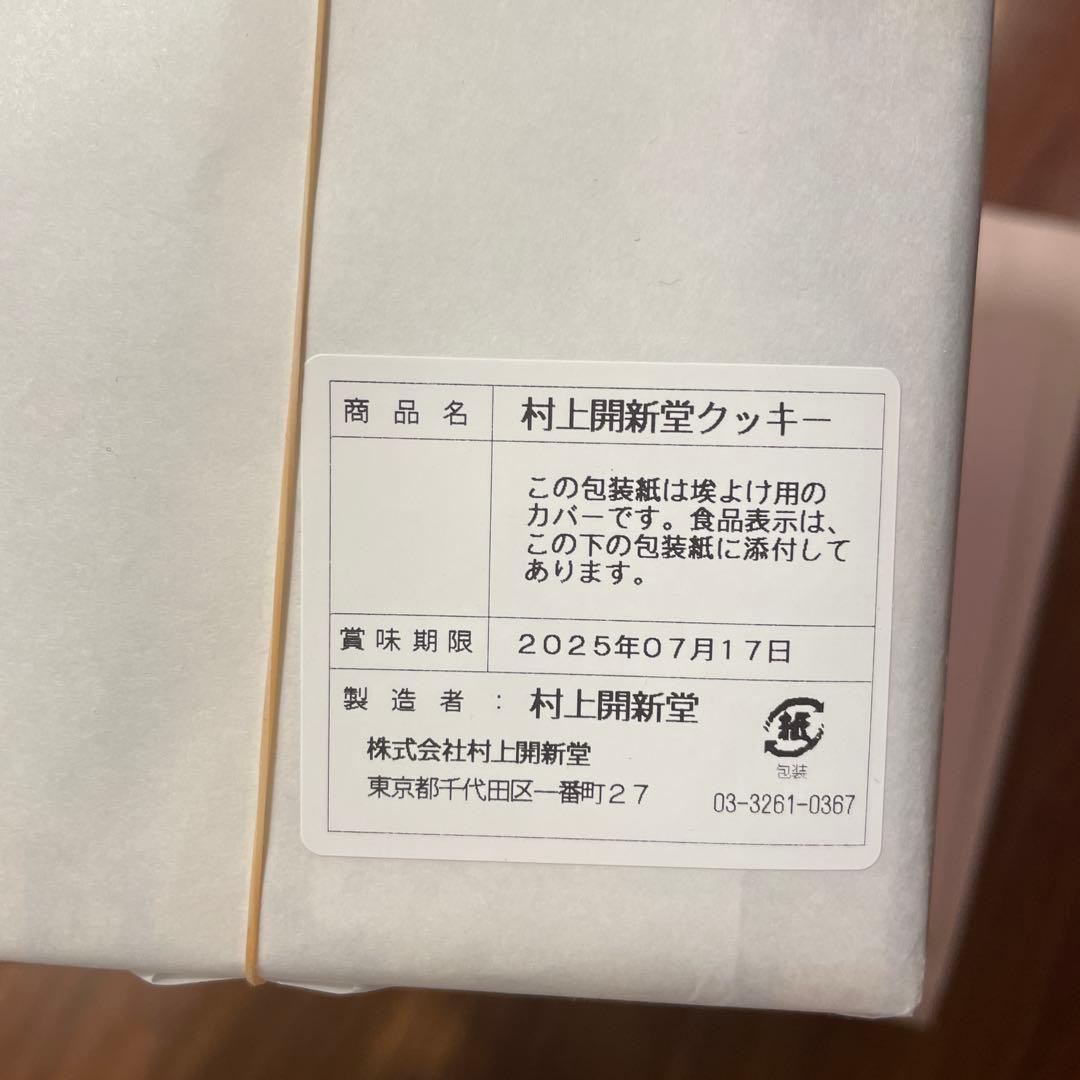 商品名 村上開新堂クッキー
この包装紙は埃よけ用の
カバーです。食品表示は、
この下の包装紙に添付して
あります。
賞味期限 2025年07月17日
製造者： 村上開新堂
株式会社村上開新堂
東京都千代田区一番町27
紙
包装
03-3261-0367